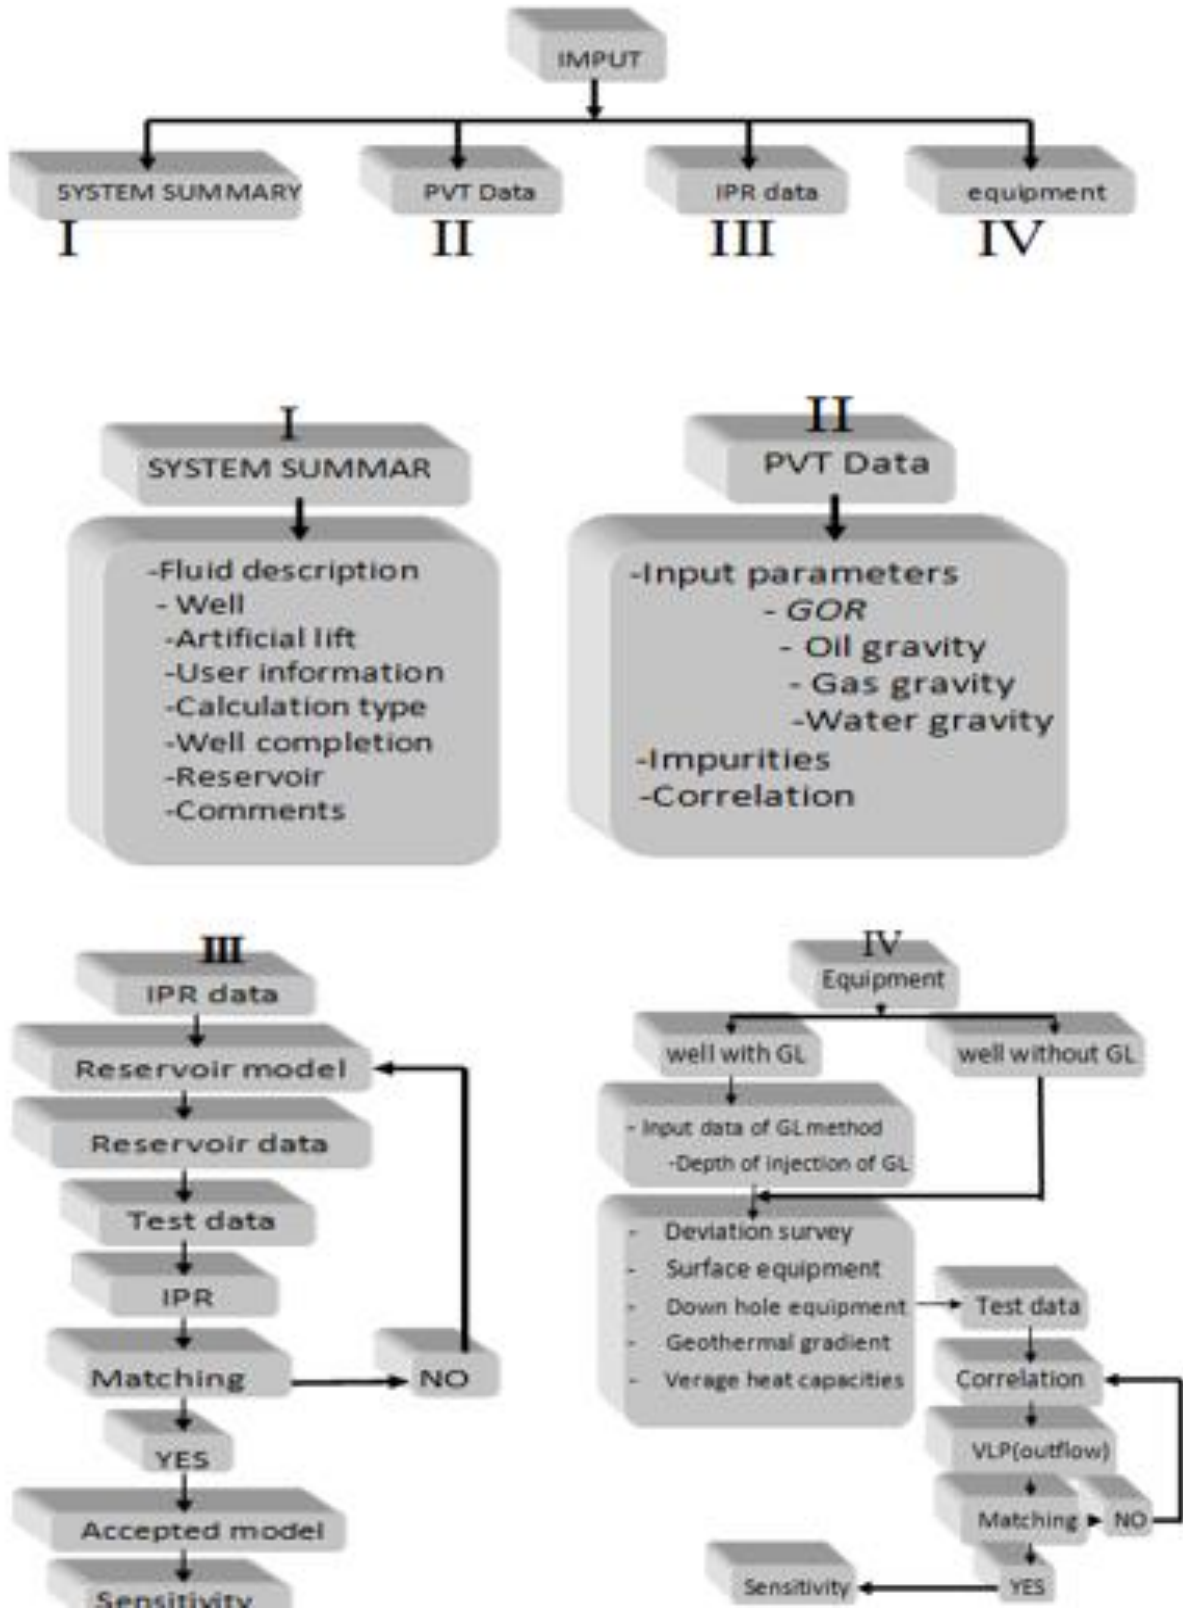 IMPUT
SYSTEM SUMMARY
PVT Data
IPR data
equipment
I
II
III
IV
I
SYSTEM SUMMAR
-Fluid description
- Well
-Artificial lift
-User information
-Calculation type
-Well completion
-Reservoir
-Comments
II
PVT Data
-Input parameters
- GOR
- Oil gravity
- Gas gravity
-Water gravity
-Impurities
-Correlation
III
IPR data
Reservoir model
Reservoir data
Test data
IPR
Matching
NO
YES
Accepted model
Sensitivity
IV
Equipment
well with GL
well without GL
- Input data of GL method
-Depth of injection of GL
- Deviation survey
- Surface equipment
- Down hole equipment
- Geothermal gradient
- Verage heat capacities
Test data
Correlation
VLP(outflow)
Matching
NO
YES
Sensitivity